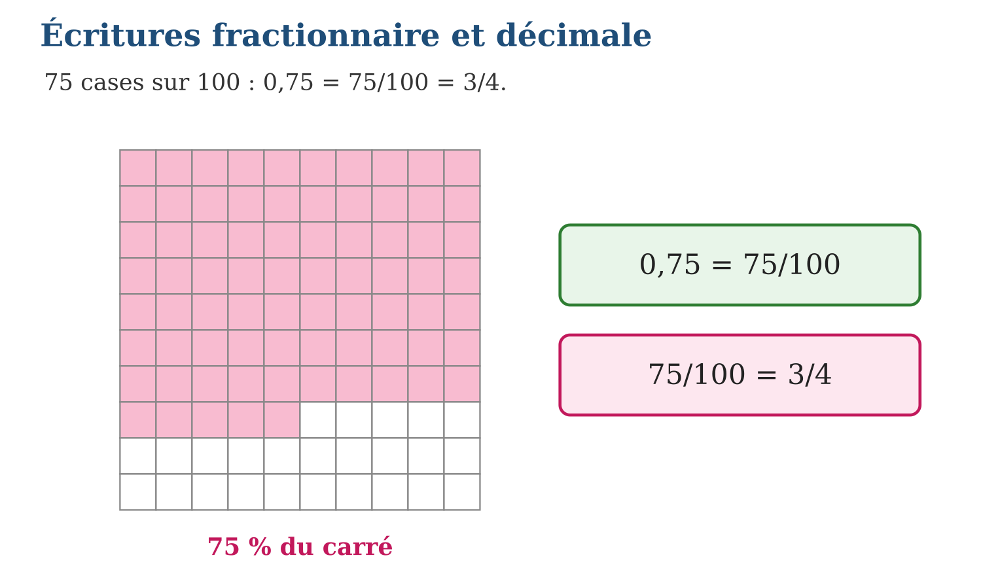 Écritures fractionnaire et décimale
75 cases sur 100 : 0,75 = 75/100 = 3/4.
0,75 = 75/100
75/100 = 3/4
75 % du carré